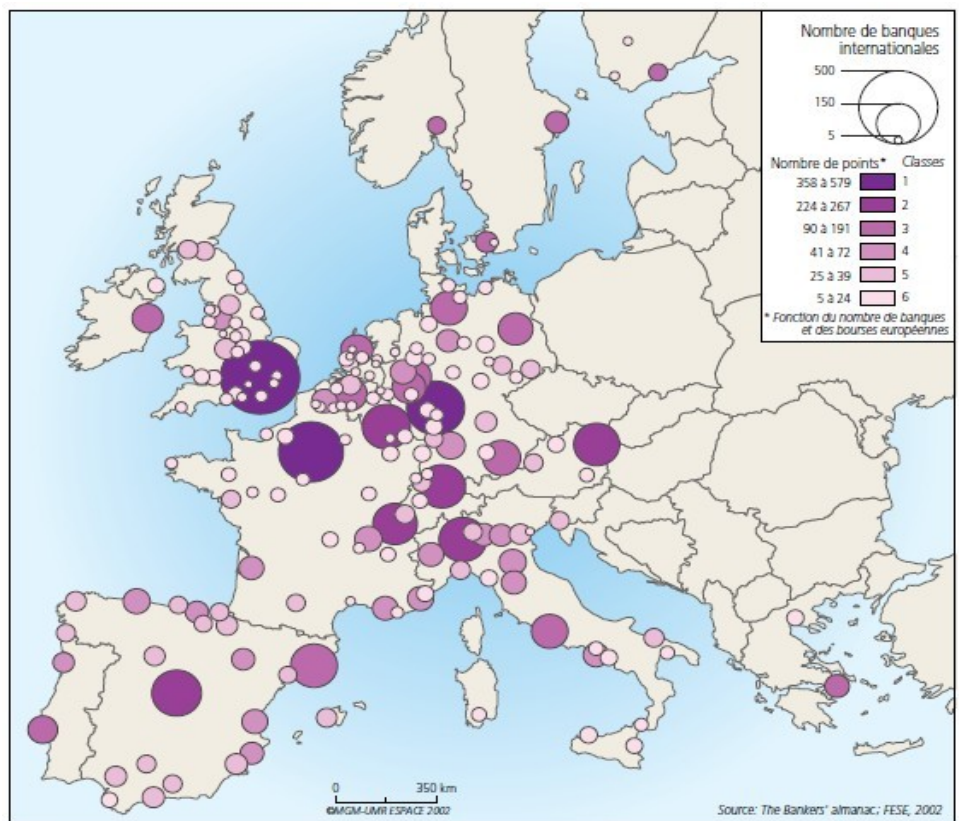 Nombre de banques
internationales
500
150
5
Nombre de points* Classes
358 à 579 1
224 à 267 2
90 à 191 3
41 à 72 4
25 à 39 5
5 à 24 6
* Fonction du nombre de banques
et des bourses européennes
0 350 km
©MGM-UMR ESPACE 2002
Source: The Bankers' almanac; FESE, 2002